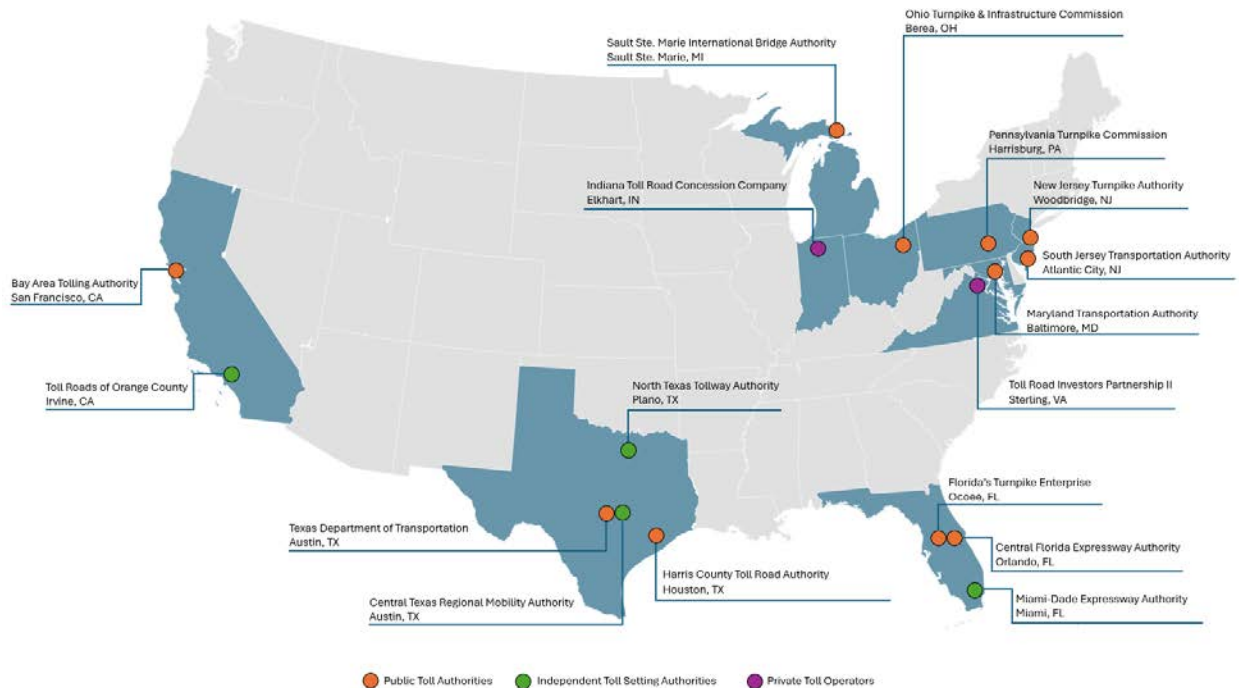 Ohio Turnpike & Infrastructure Commission
Berea, OH
Sault Ste. Marie International Bridge Authority
Sault Ste. Marie, MI
Pennsylvania Turnpike Commission
Harrisburg, PA
Indiana Toll Road Concession Company
Elkhart, IN
New Jersey Turnpike Authority
Woodbridge, NJ
South Jersey Transportation Authority
Atlantic City, NJ
Bay Area Tolling Authority
San Francisco, CA
Maryland Transportation Authority
Baltimore, MD
Toll Roads of Orange County
Irvine, CA
North Texas Tollway Authority
Plano, TX
Toll Road Investors Partnership II
Sterling, VA
Florida's Turnpike Enterprise
Ocoee, FL
Texas Department of Transportation
Austin, TX
Central Florida Expressway Authority
Orlando, FL
Harris County Toll Road Authority
Houston, TX
Central Texas Regional Mobility Authority
Austin, TX
Miami-Dade Expressway Authority
Miami, FL
Public Toll Authorities
Independent Toll Setting Authorities
Private Toll Operators